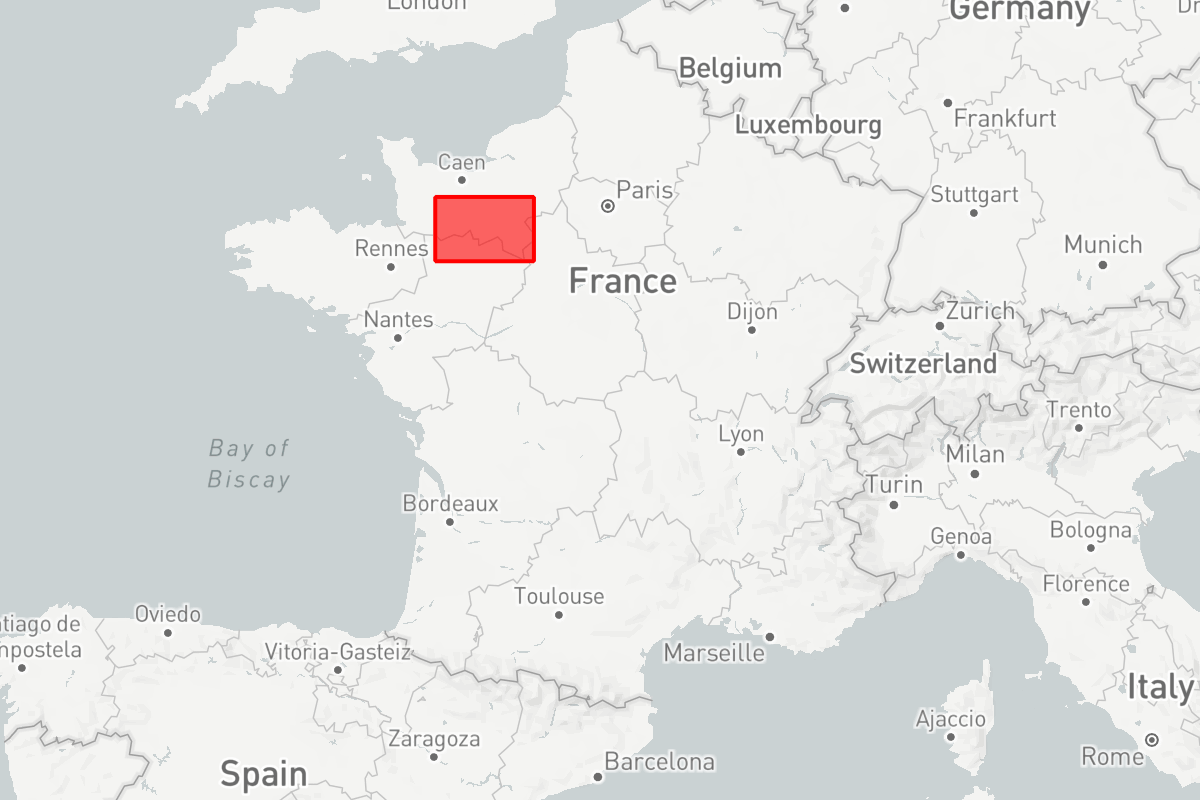 London
Germany
Dr
Belgium
Frankfurt
Luxembourg
Caen
Paris
Stuttgart
Rennes
Munich
France
Nantes
Dijon
Zurich
Switzerland
Trento
Bay of
Biscay
Lyon
Milan
Turin
Bordeaux
Genoa
Bologna
Toulouse
Florence
Oviedo
tiago de
mpostela
Vitoria-Gasteiz
Marseille
Italy
Ajaccio
Zaragoza
Rome
Barcelona
Spain